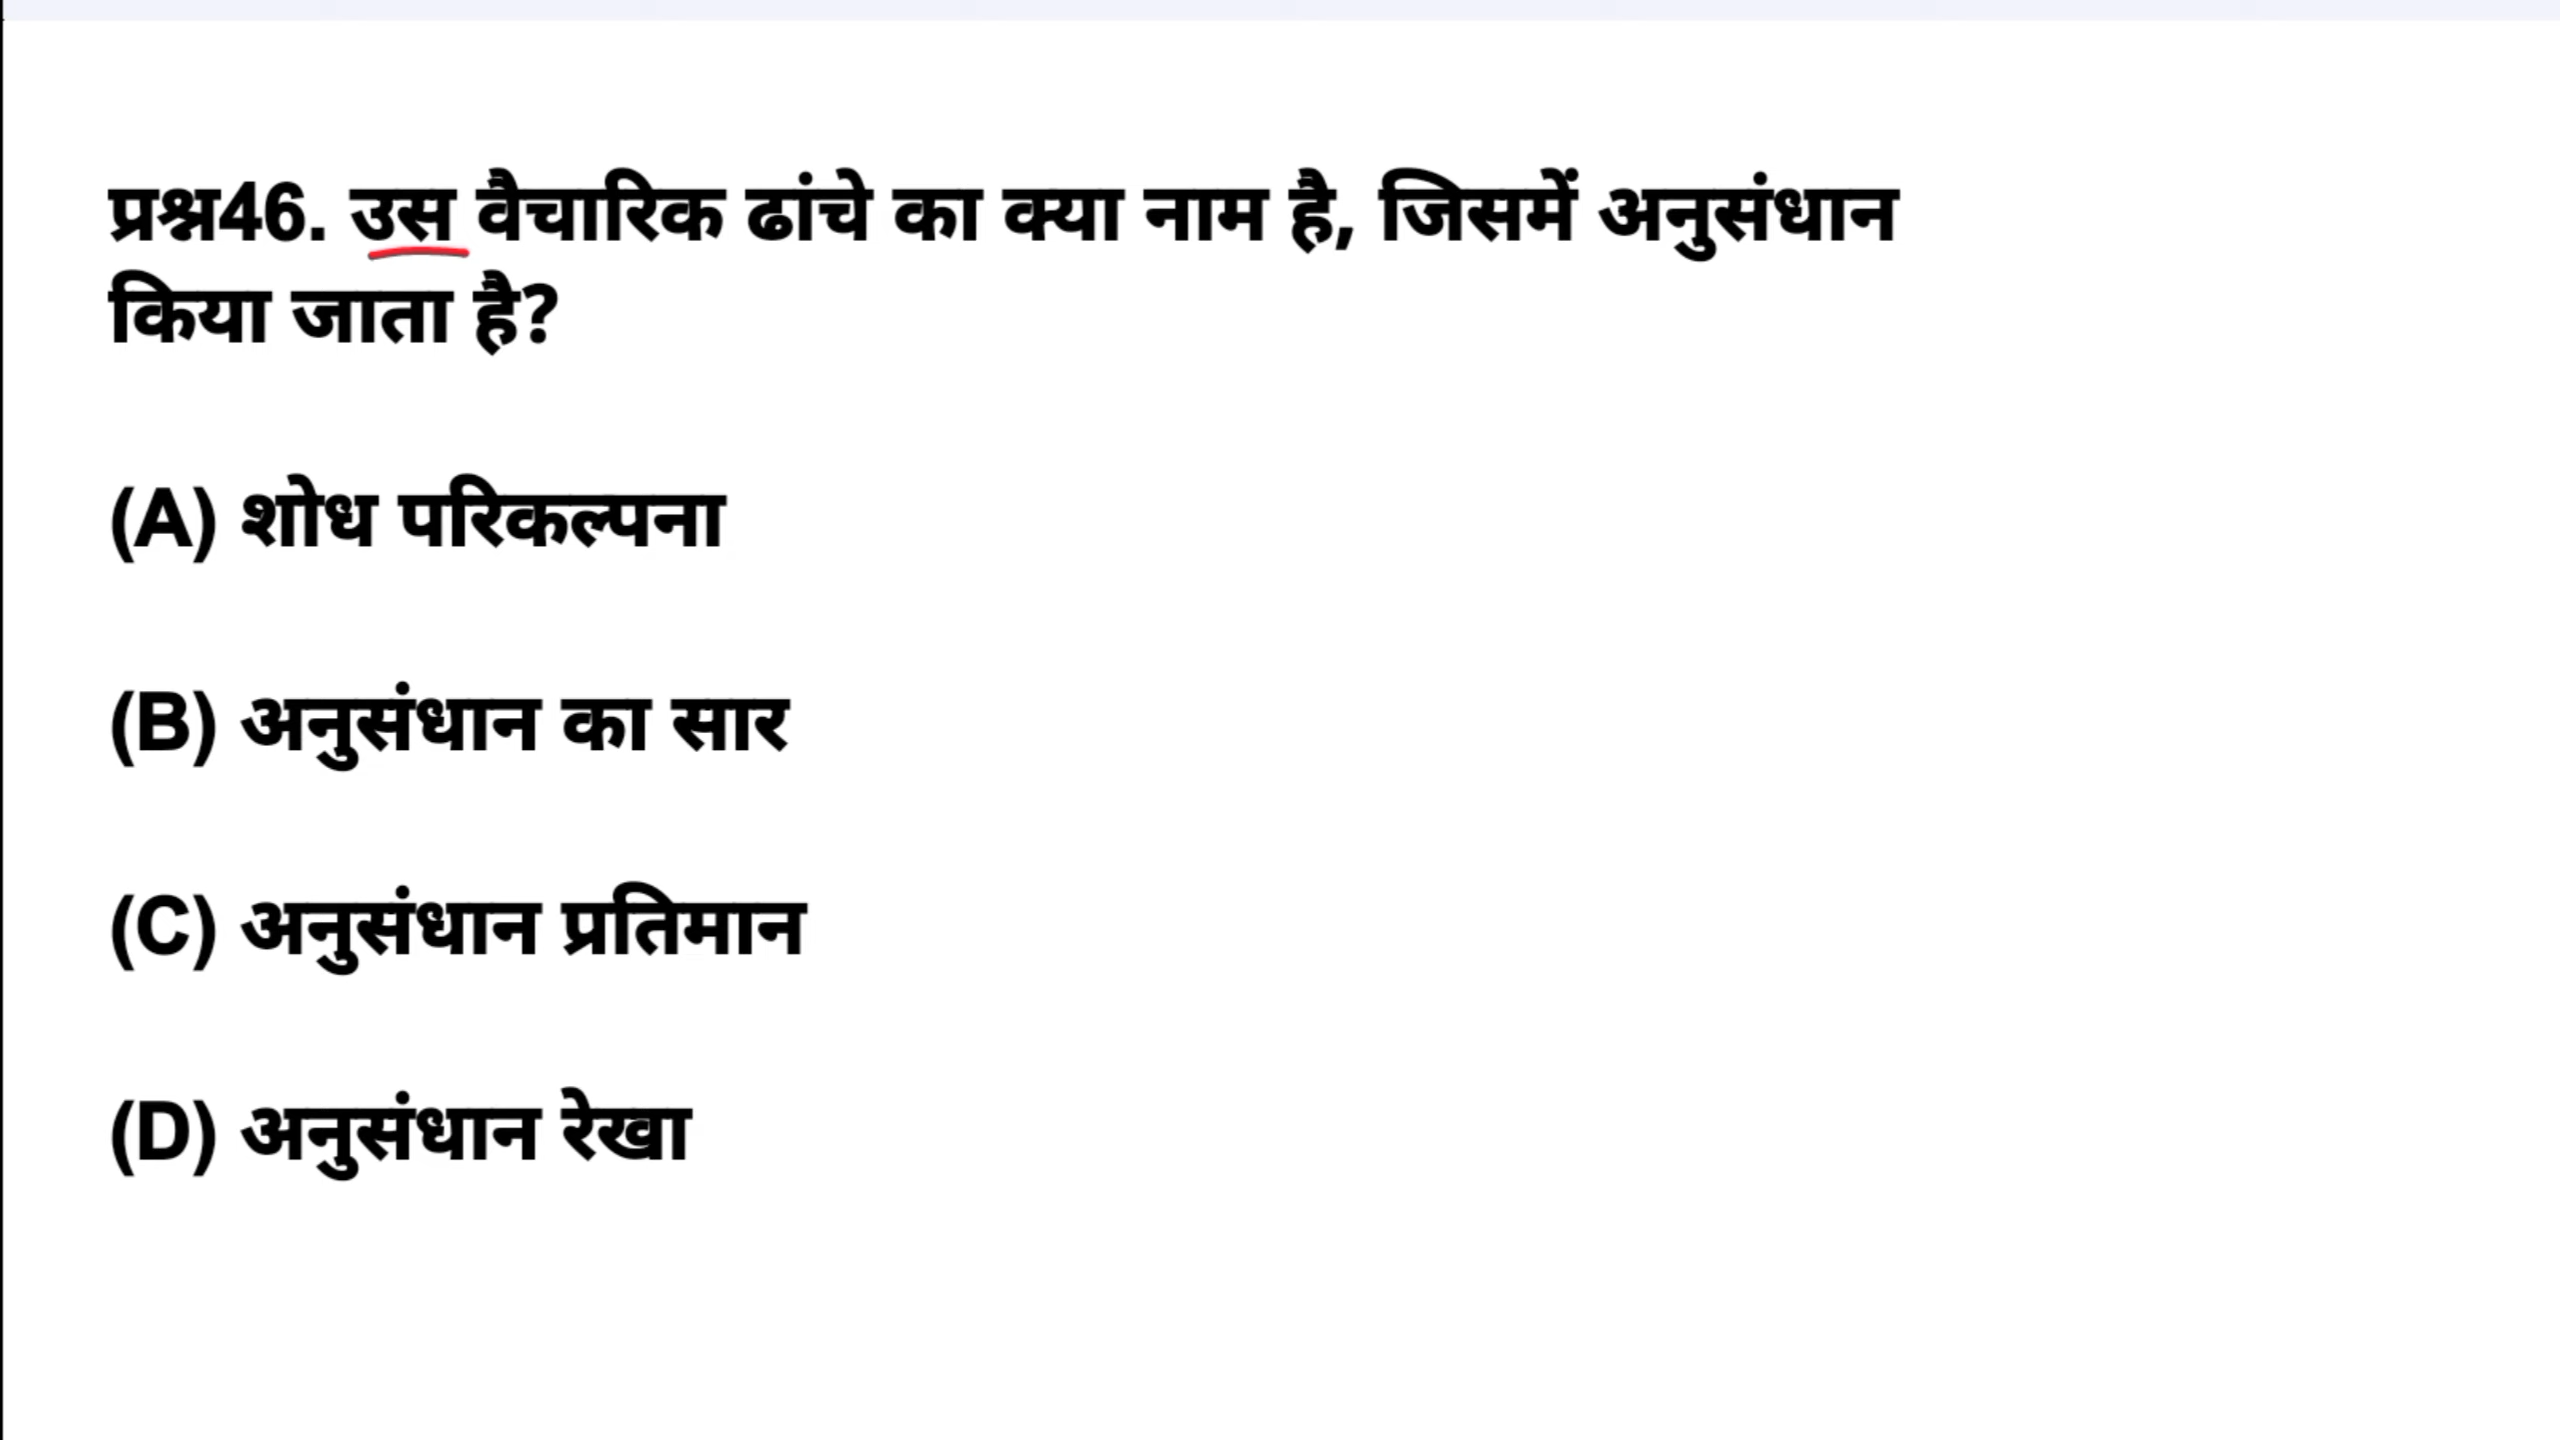 प्रश्न46. उस वैचारिक ढांचे का क्या नाम है, जिसमें अनुसंधान
किया जाता है?
(A) शोध परिकल्पना
(B) अनुसंधान का सार
(C) अनुसंधान प्रतिमान
(D) अनुसंधान रेखा